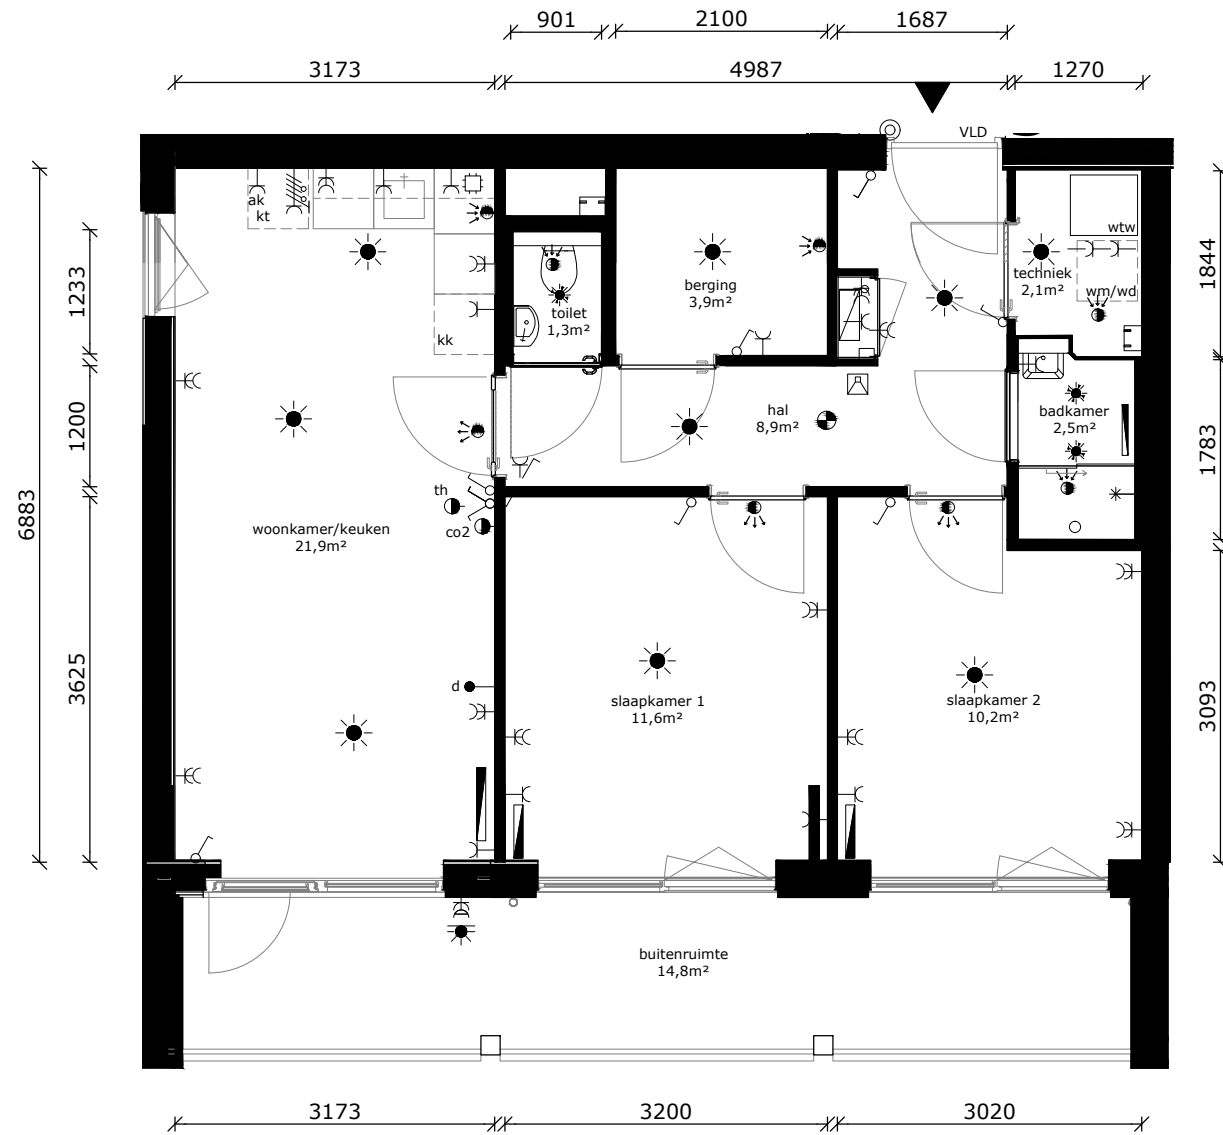 901
2100
1687
3173
4987
1270
VLD
ak
kt
wtw
techniek
2,1m²
wm/wd
berging
3,9m²
toilet
1,3m²
kk
hal
8,9m²
badkamer
2,5m²
th
co2
woonkamer/keuken
21,9m²
d
slaapkamer 1
11,6m²
slaapkamer 2
10,2m²
buitenruimte
14,8m²
6883
1233
1200
3625
1844
1783
3093
3173
3200
3020